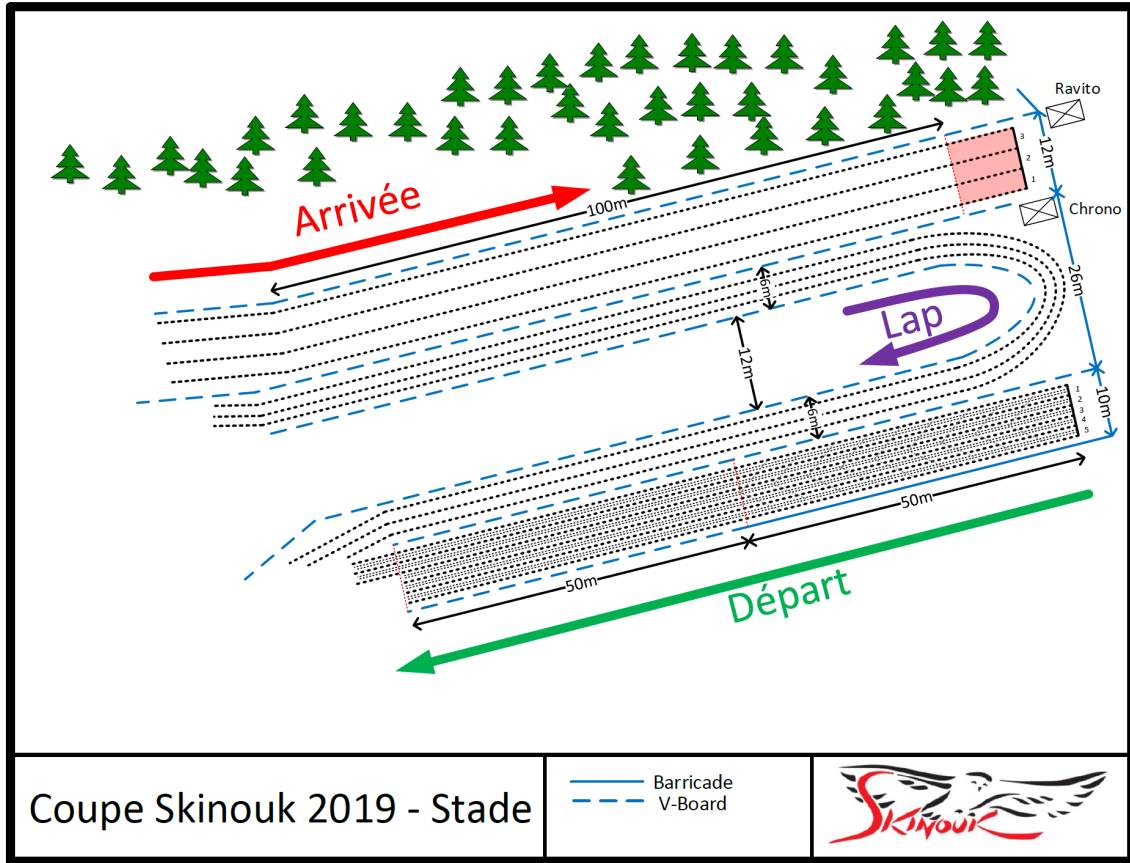 Ravito
3
12m
2
1
Arrivée
100m
Chrono
26m
6m
Lap
12m
6m
10m
1
2
3
4
5
50m
50m
Départ
Coupe Skinouk 2019 - Stade
Barricade
V-Board
SKINOUK